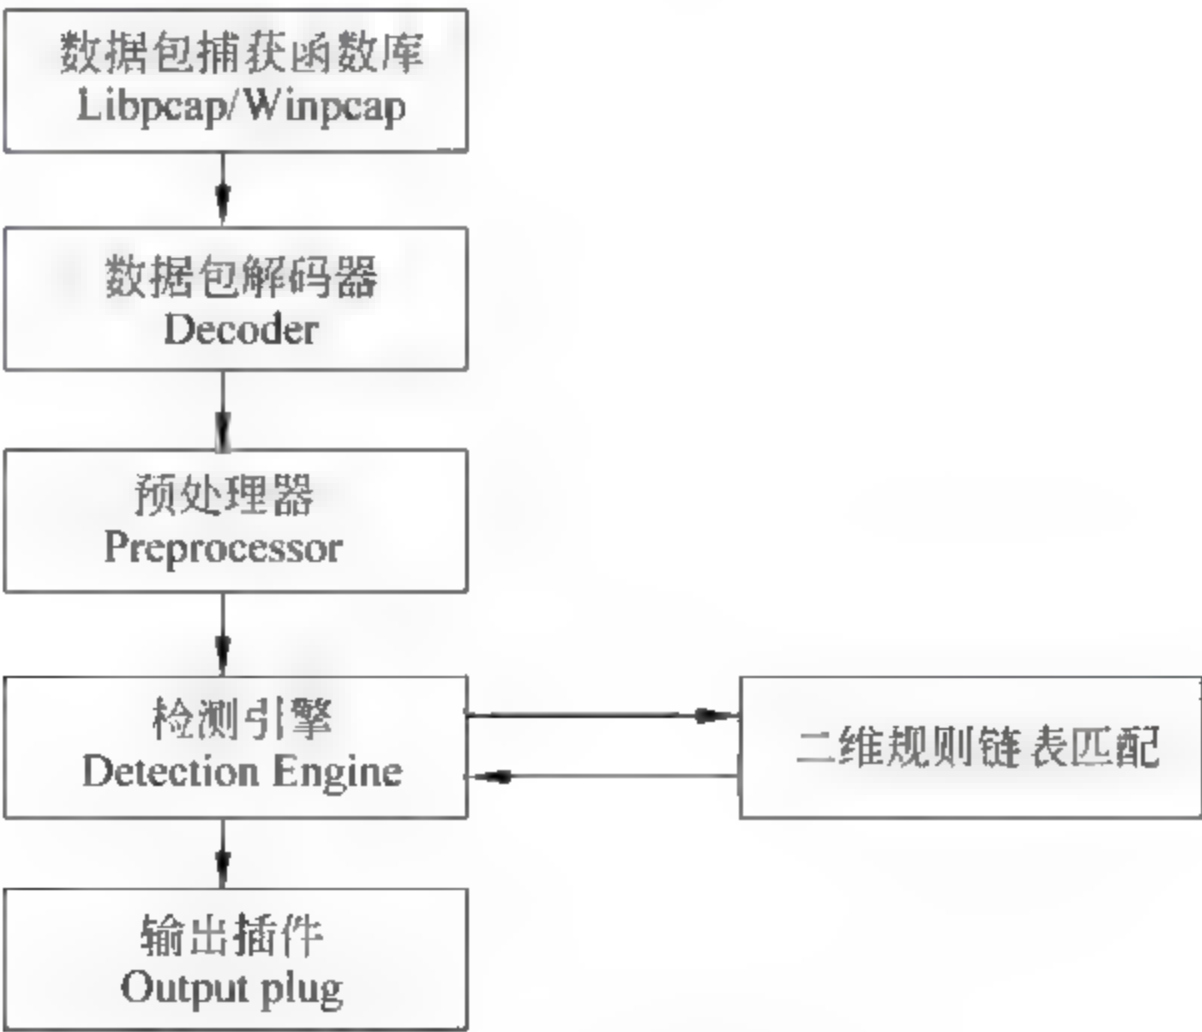 数据包捕获函数库
Libpcap/Winpcap
数据包解码器
Decoder
预处理器
Preprocessor
检测引擎
Detection Engine
二维规则链表匹配
输出插件
Output plug